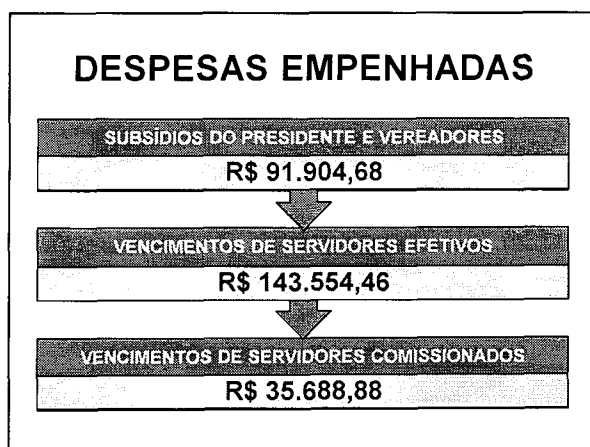 DESPESAS EMPENHADAS
SUBSÍDIOS DO PRESIDENTE E VEREADORES
R$ 91.904,68
VENCIMENTOS DE SERVIDORES EFETIVOS
R$ 143.554,46
VENCIMENTOS DE SERVIDORES COMISSIONADOS
R$ 35.688,88